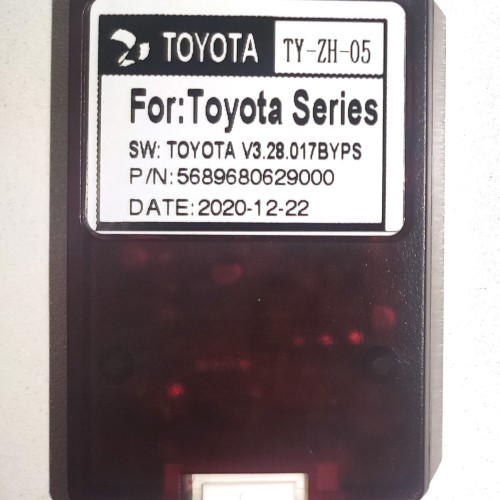 TOYOTA TY-ZH-05
For:Toyota Series
SW: TOYOTA V3.28.017BYPS
P/N:5689680629000
DATE:2020-12-22